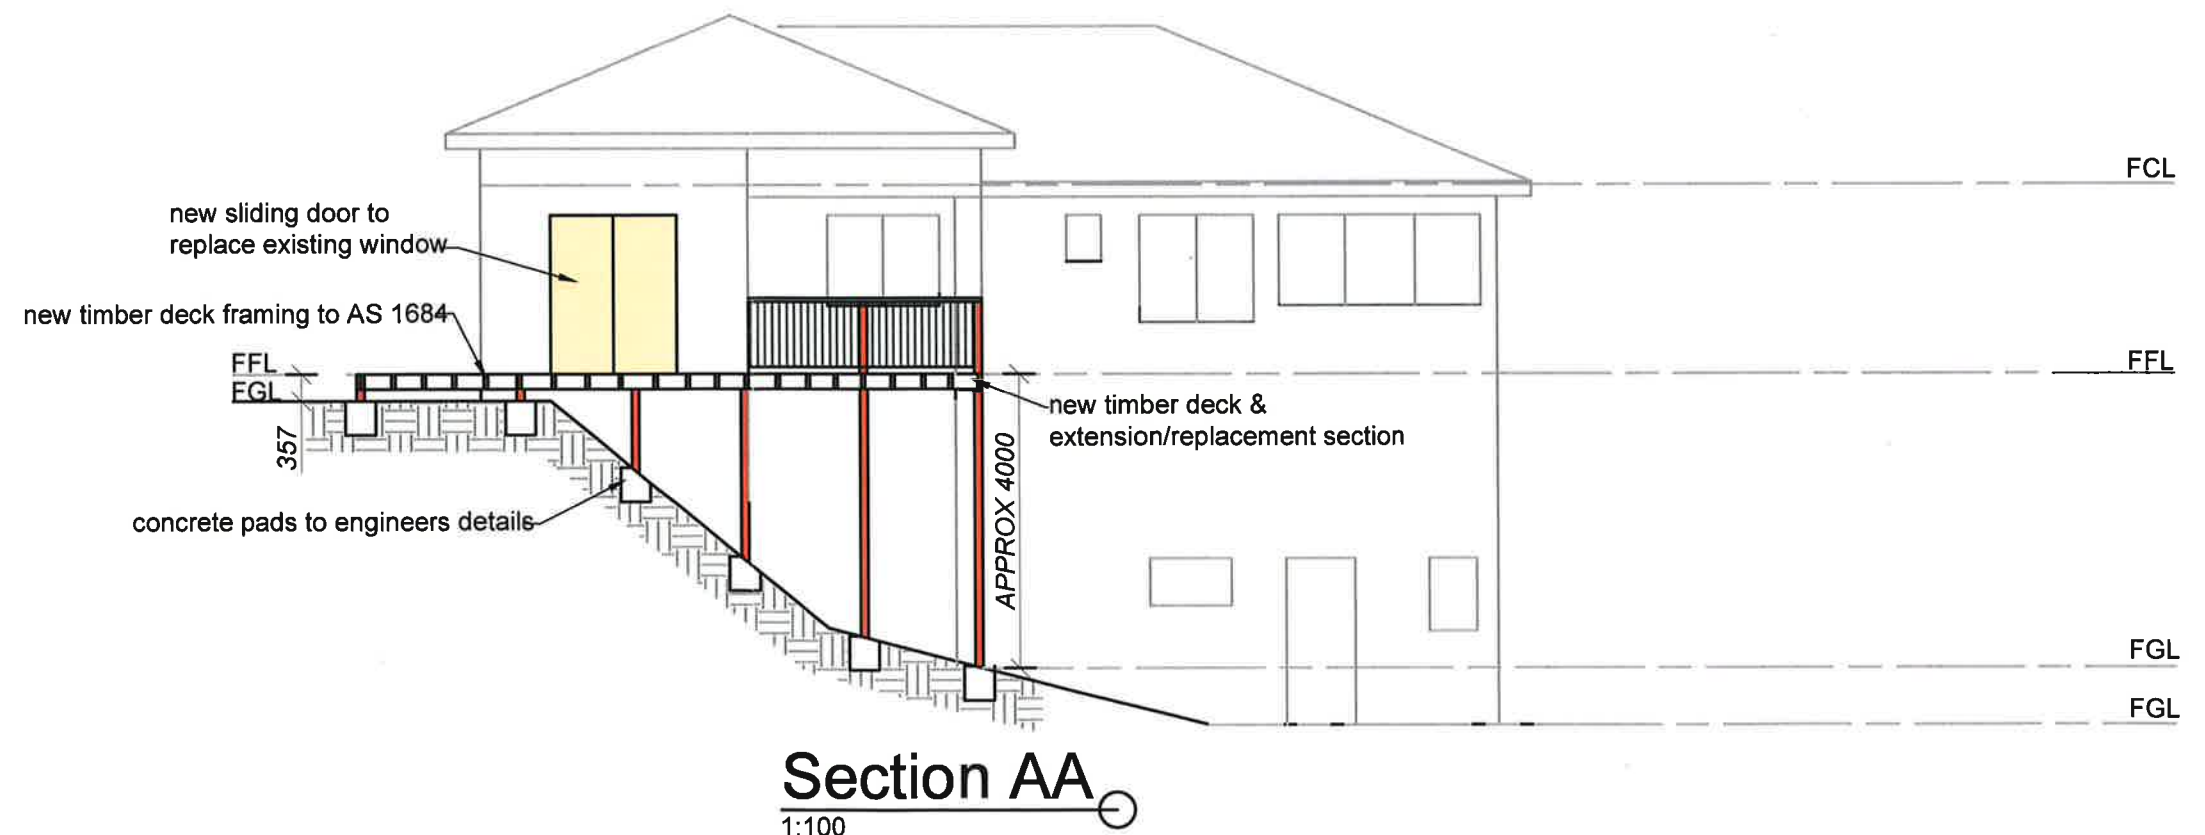 FCL
new sliding door to
replace existing window
new timber deck framing to AS 1684
FFL
FFL
FGL
357
new timber deck &
extension/replacement section
APPROX 4000
concrete pads to engineers details
FGL
FGL
Section AA
1:100